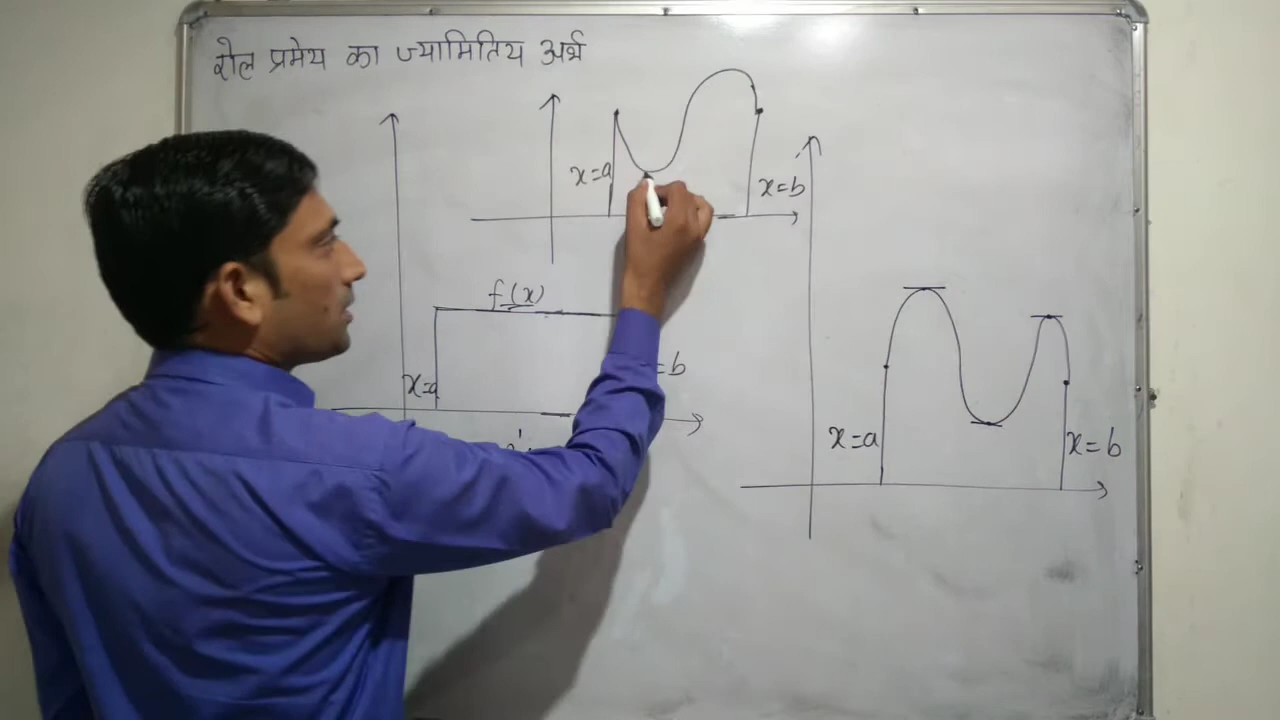 रोल प्रमेय का ज्यामितिय अर्थ
x=a
x=b
f(x)
x=a
=b
x=a
x=b